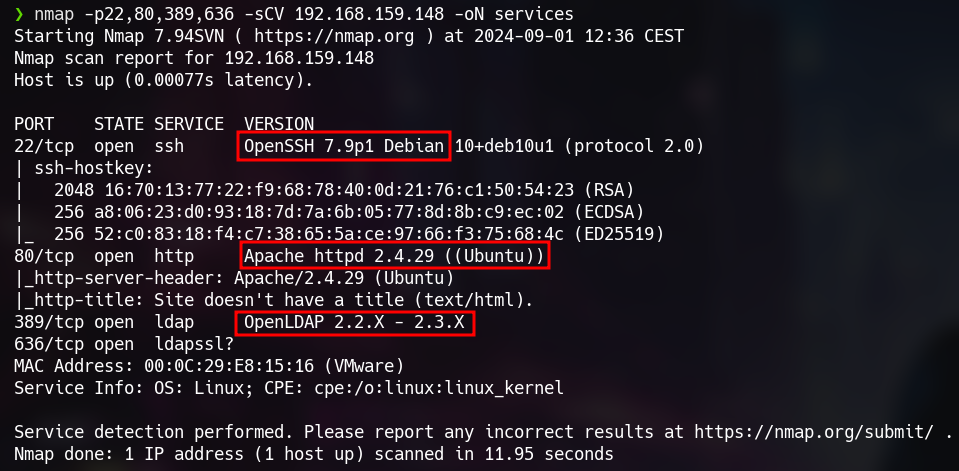 ❯ nmap -p22,80,389,636 -sCV 192.168.159.148 -oN services
Starting Nmap 7.94SVN ( https://nmap.org ) at 2024-09-01 12:36 CEST
Nmap scan report for 192.168.159.148
Host is up (0.00077s latency).
PORT    STATE SERVICE  VERSION
22/tcp  open  ssh      OpenSSH 7.9p1 Debian 10+deb10u1 (protocol 2.0)
| ssh-hostkey:
|   2048 16:70:13:77:22:f9:68:78:40:0d:21:76:c1:50:54:23 (RSA)
|   256 a8:06:23:d0:93:18:7d:7a:6b:05:77:8d:8b:c9:ec:02 (ECDSA)
|_  256 52:c0:83:18:f4:c7:38:65:5a:ce:97:66:f3:75:68:4c (ED25519)
80/tcp  open  http     Apache httpd 2.4.29 ((Ubuntu))
|_http-server-header: Apache/2.4.29 (Ubuntu)
|_http-title: Site doesn't have a title (text/html).
389/tcp open  ldap     OpenLDAP 2.2.X - 2.3.X
636/tcp open  ldapssl?
MAC Address: 00:0C:29:E8:15:16 (VMware)
Service Info: OS: Linux; CPE: cpe:/o:linux:linux_kernel
Service detection performed. Please report any incorrect results at https://nmap.org/submit/ .
Nmap done: 1 IP address (1 host up) scanned in 11.95 seconds